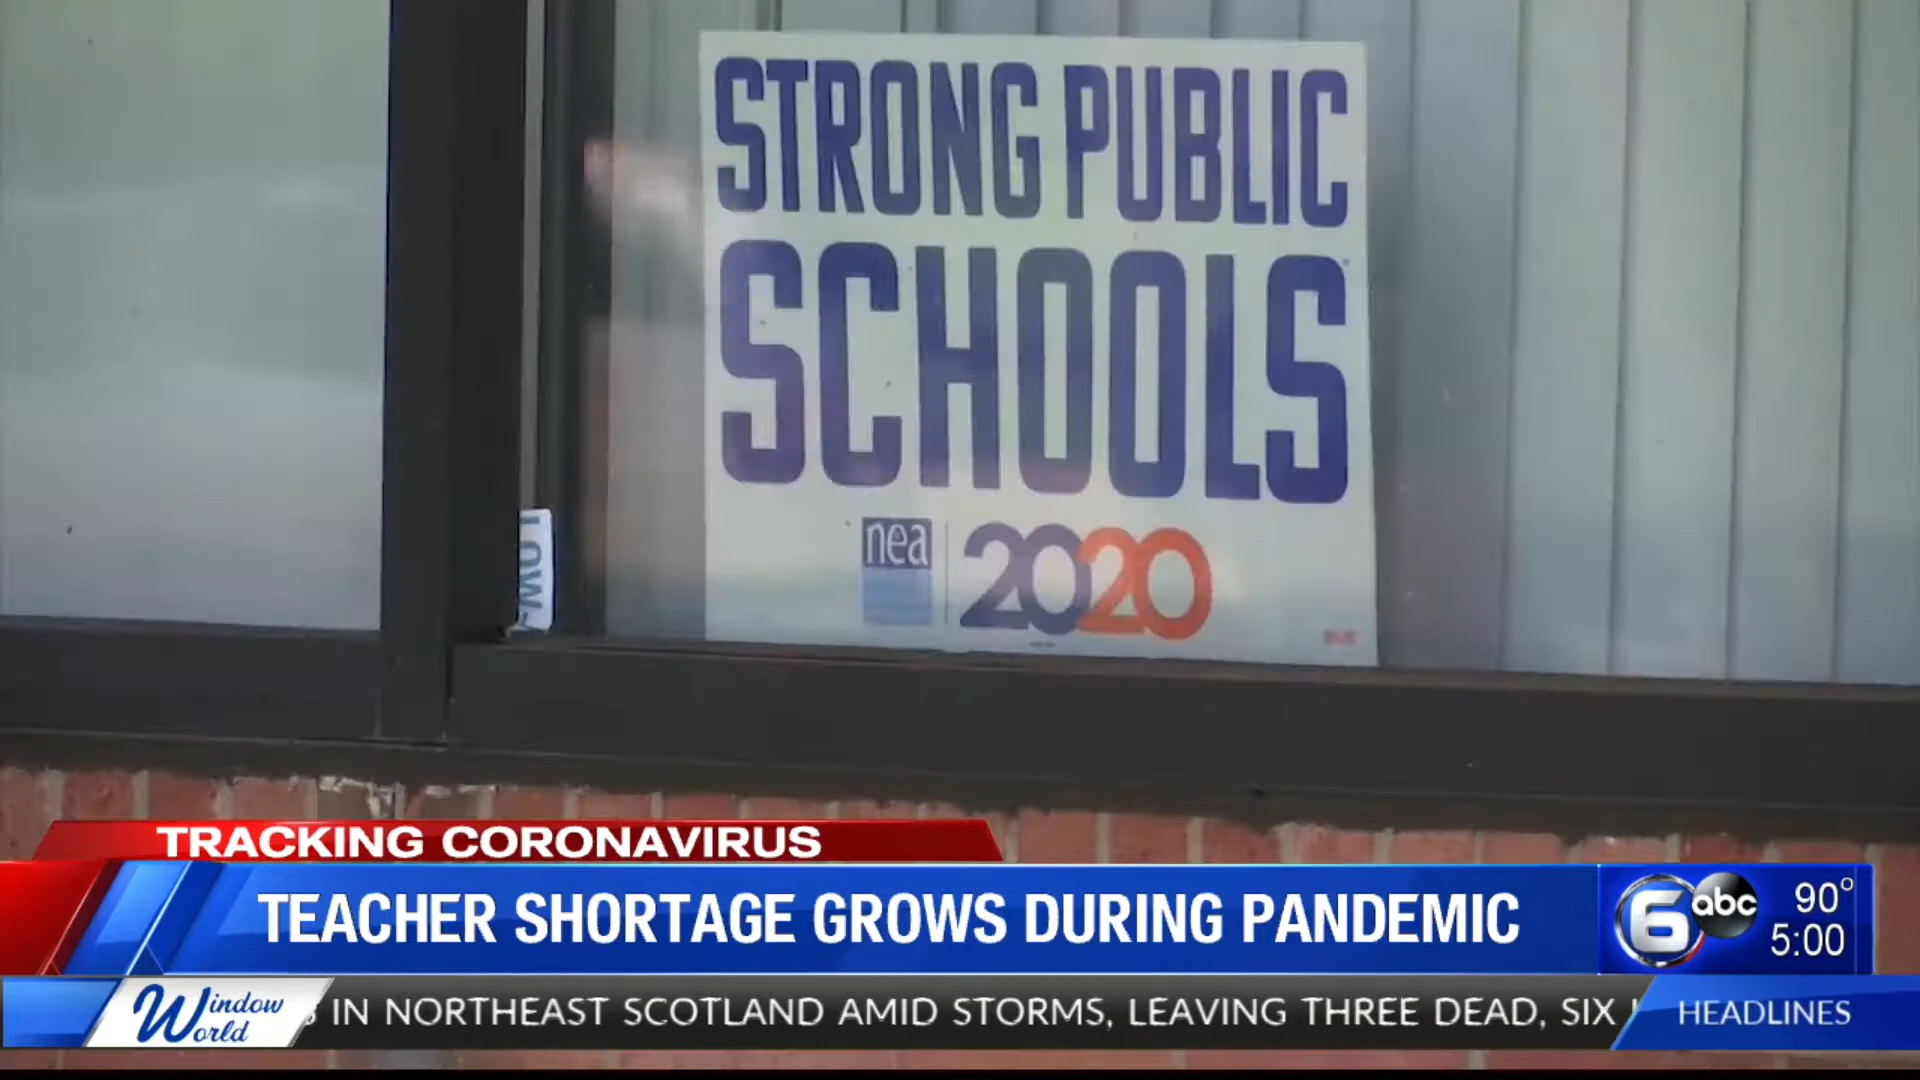 STRONG PUBLIC
SCHOOLS
nea 2020
TRACKING CORONAVIRUS
TEACHER SHORTAGE GROWS DURING PANDEMIC
6 abc 90°
5:00
Window World
IN NORTHEAST SCOTLAND AMID STORMS, LEAVING THREE DEAD, SIX
HEADLINES